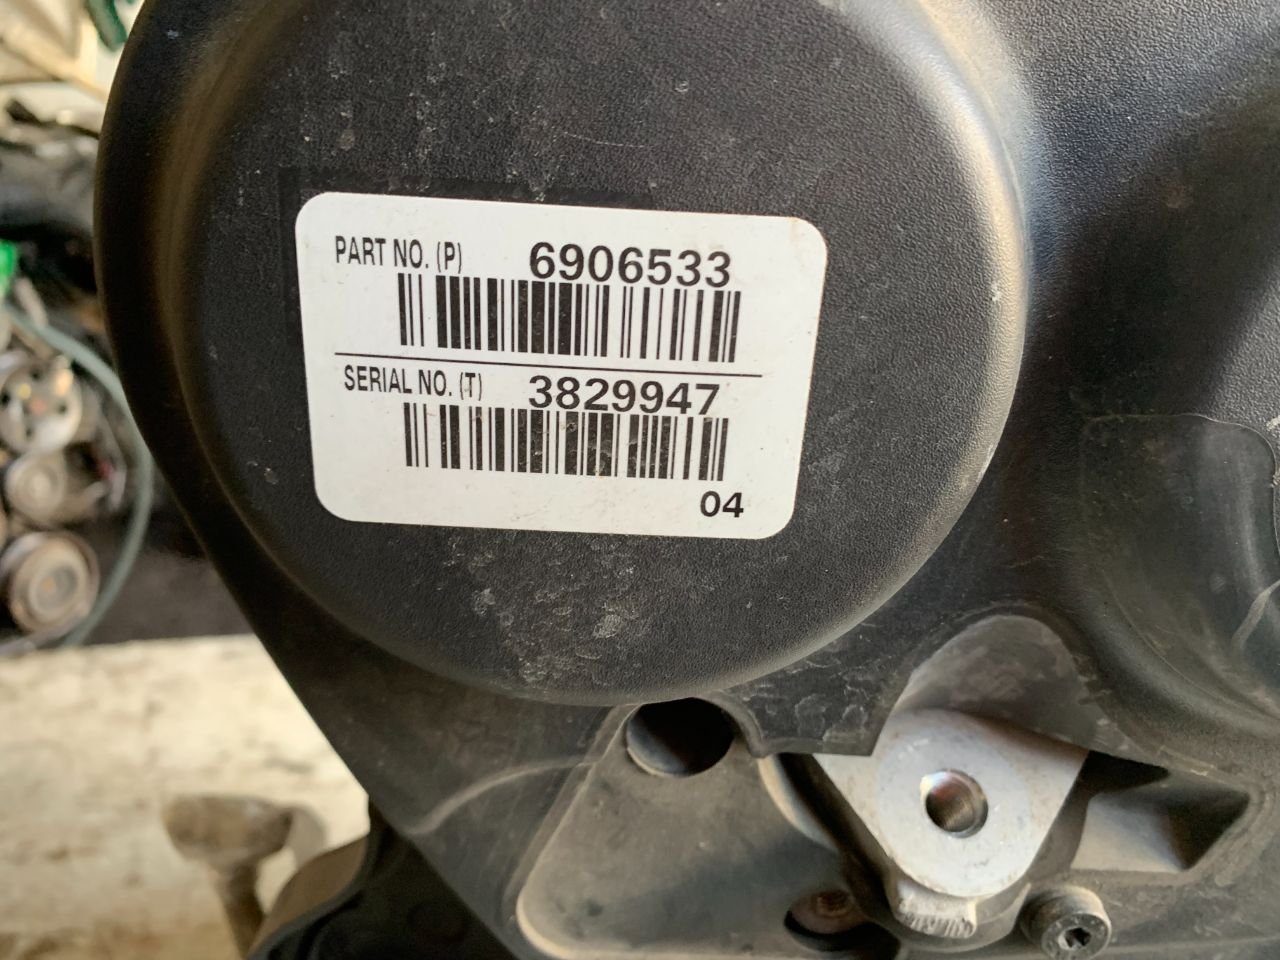 PART NO. (P) 6906533
SERIAL NO. (T) 3829947
04